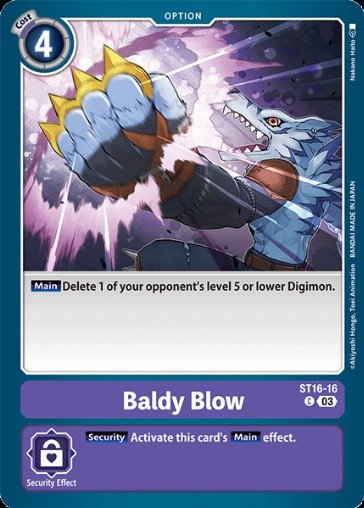 Cost
4
OPTION
Nakano Haito
©Akiyoshi Hongo, Toei Animation BANDAI MADE IN JAPAN
Main Delete 1 of your opponent's level 5 or lower Digimon.
ST16-16
Baldy Blow
C 03
Security Activate this card's Main effect.
Security Effect